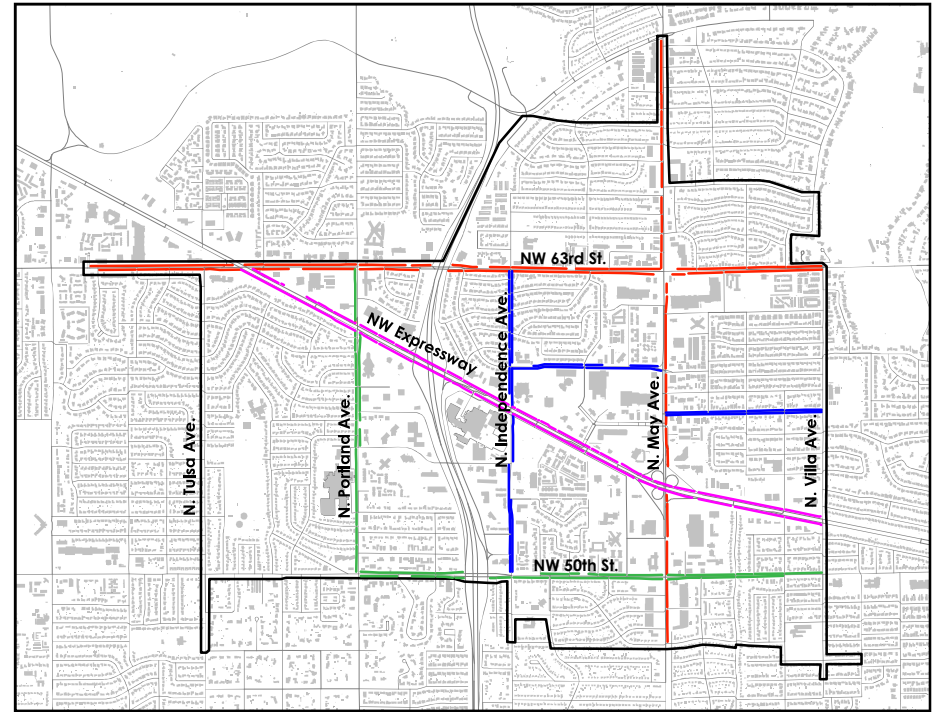 NW 63rd St.
NW Expressway
N. Independence Ave.
N. May Ave.
N. Portland Ave.
N. Tulsa Ave.
N. Villa Ave.
NW 50th St.